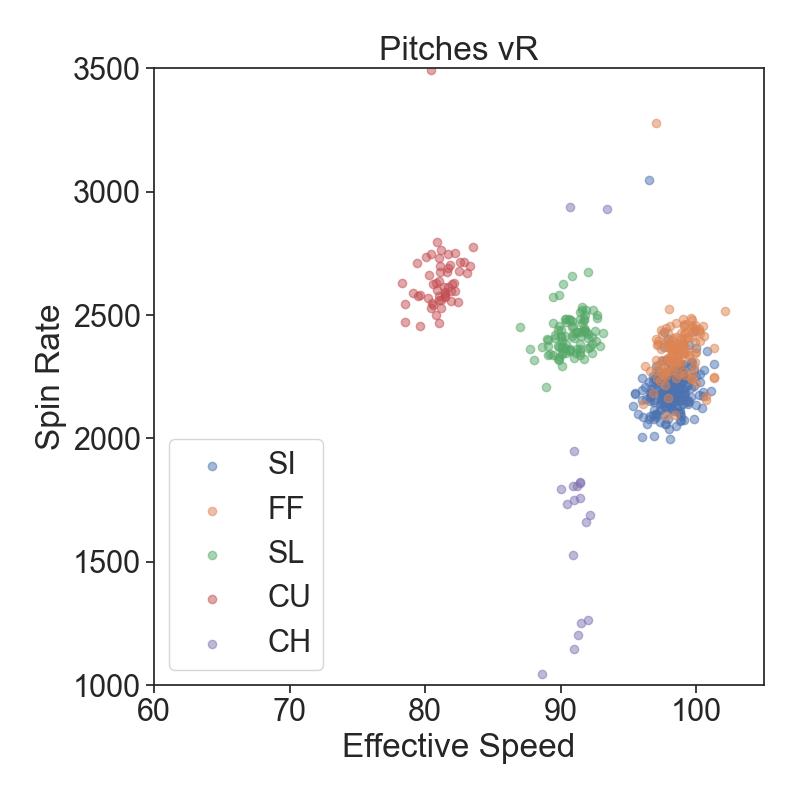 Pitches vR
3500
3000
2500
2000
1500
1000
Spin Rate
SI
FF
SL
CU
CH
60 70 80 90 100
Effective Speed